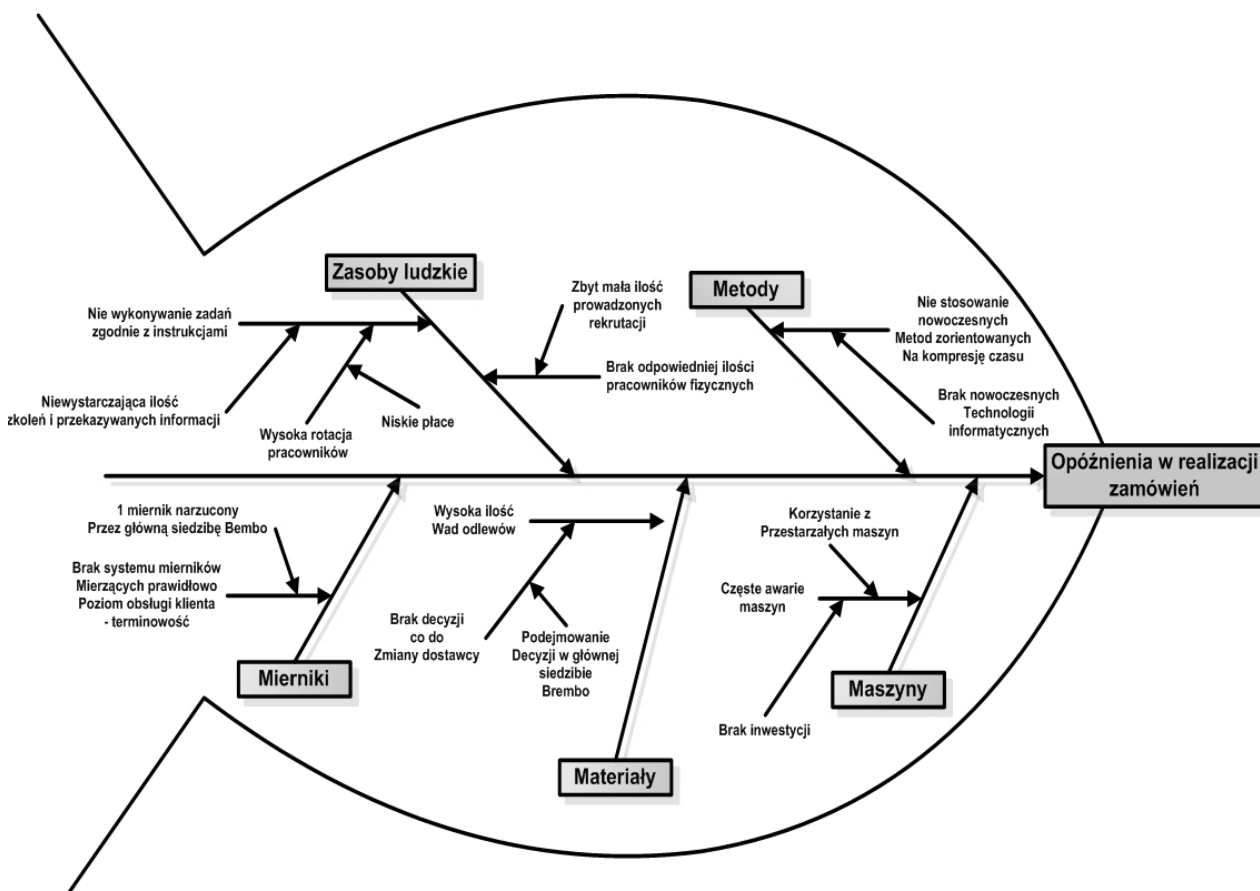 Zasoby ludzkie
Nie wykonywanie zadań
zgodnie z instrukcjami
Niewystarczająca ilość
zkoleń i przekazywanych informacji
Wysoka rotacja
pracowników
Niskie płace
Zbyt mała ilość
prowadzonych
rekrutacji
Brak odpowiedniej ilości
pracowników fizycznych
Metody
Nie stosowanie
nowoczesnych
Metod zorientowanych
Na kompresję czasu
Brak nowoczesnych
Technologii
informatycznych
Opóźnienia w realizacji
zamówień
1 miernik narzucony
Przez główną siedzibę Bembo
Brak systemu mierników
Mierzących prawidłowo
Poziom obsługi klienta
- terminowość
Mierniki
Wysoka ilość
Wad odlewów
Brak decyzji
co do
Zmiany dostawcy
Podejmowanie
Decyzji w głównej
siedzibie
Brembo
Materiały
Korzystanie z
Przestarzałych maszyn
Częste awarie
maszyn
Brak inwestycji
Maszyny